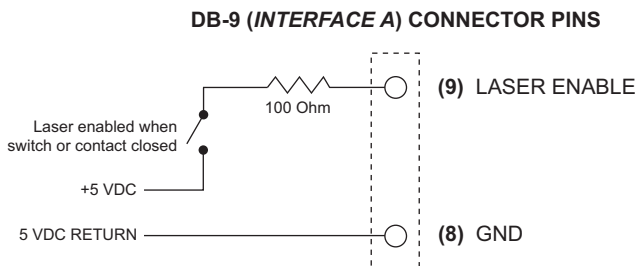 DB-9 (INTERFACE A) CONNECTOR PINS
(9) LASER ENABLE
100 Ohm
Laser enabled when
switch or contact closed
+5 VDC
5 VDC RETURN
(8) GND